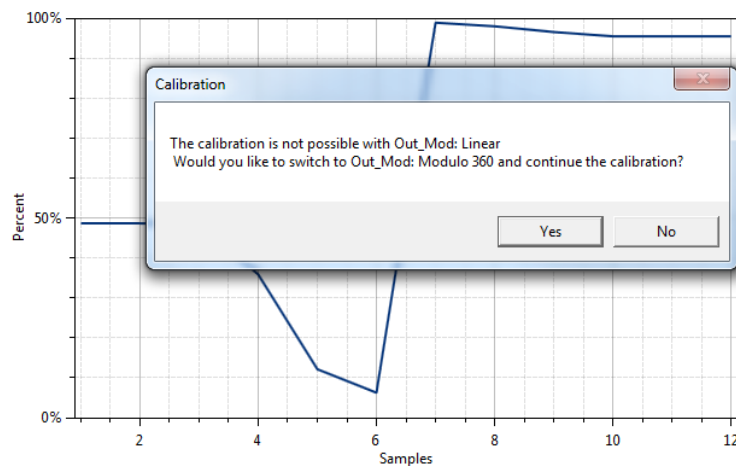 100%
Calibration
The calibration is not possible with Out_Mod: Linear
Would you like to switch to Out_Mod: Modulo 360 and continue the calibration?
Yes No
Percent
50%
0%
2 4 6 8 10 12
Samples